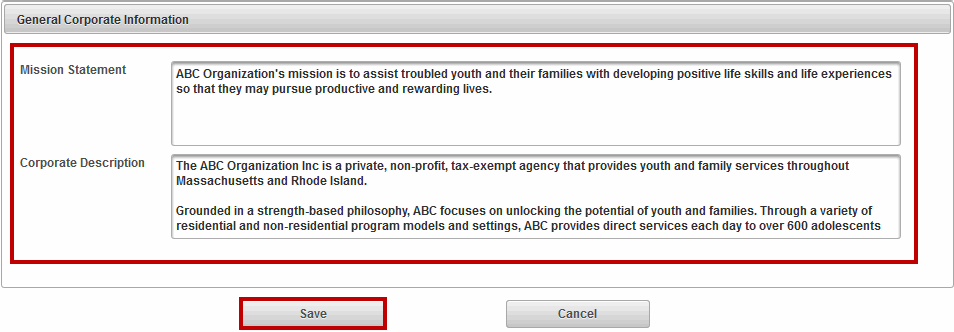 General Corporate Information
Mission Statement
ABC Organization's mission is to assist troubled youth and their families with developing positive life skills and life experiences
so that they may pursue productive and rewarding lives.
Corporate Description
The ABC Organization Inc is a private, non-profit, tax-exempt agency that provides youth and family services throughout
Massachusetts and Rhode Island.
Grounded in a strength-based philosophy, ABC focuses on unlocking the potential of youth and families. Through a variety of
residential and non-residential program models and settings, ABC provides direct services each day to over 600 adolescents
Save
Cancel